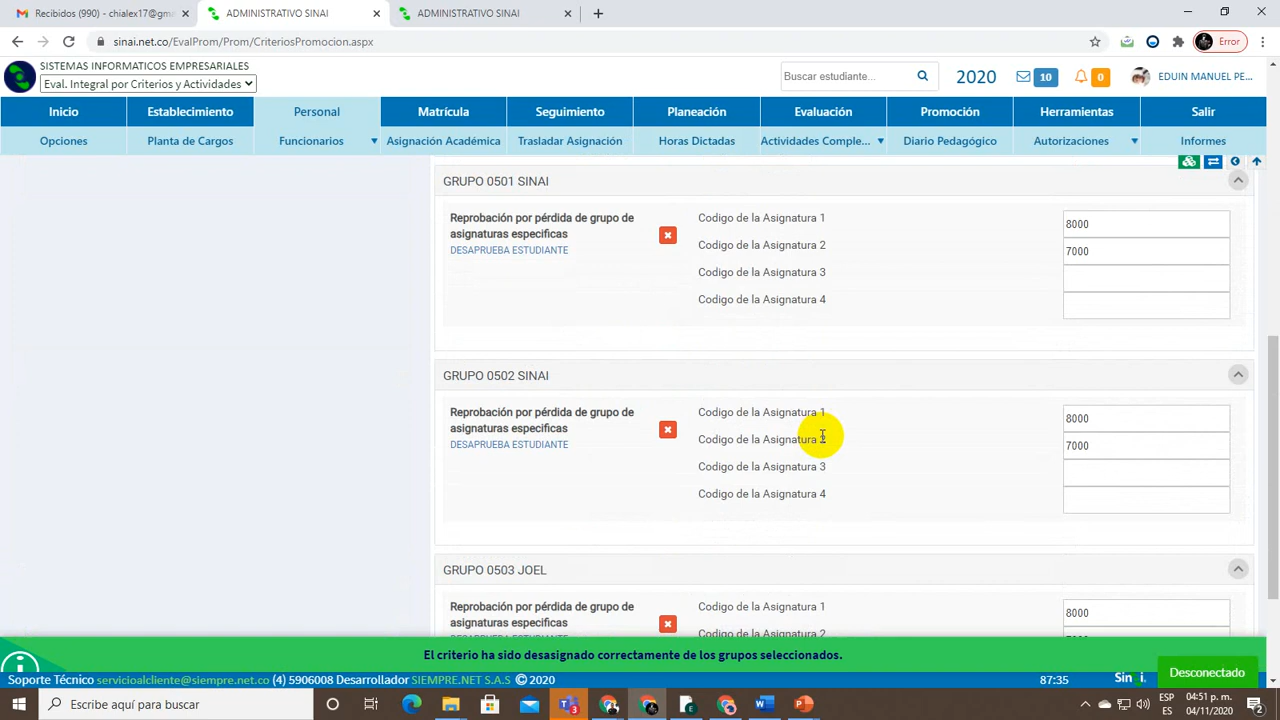 Recibidos (990) - chialex17@gm
ADMINISTRATIVO SINAI
ADMINISTRATIVO SINAI
sinai.net.co/EvalProm/Prom/CriteriosPromocion.aspx
Error
SISTEMAS INFORMATICOS EMPRESARIALES
Eval. Integral por Criterios y Actividades
Buscar estudiante...
2020
10
0
EDUIN MANUEL PE...
Inicio
Establecimiento
Personal
Matrícula
Seguimiento
Planeación
Evaluación
Promoción
Herramientas
Salir
Opciones
Planta de Cargos
Funcionarios
Asignación Académica
Trasladar Asignación
Horas Dictadas
Actividades Comple...
Diario Pedagógico
Autorizaciones
Informes
GRUPO 0501 SINAI
Reprobación por pérdida de grupo de
asignaturas especificas
DESAPRUEBA ESTUDIANTE
Codigo de la Asignatura 1
8000
Codigo de la Asignatura 2
7000
Codigo de la Asignatura 3
Codigo de la Asignatura 4
GRUPO 0502 SINAI
Reprobación por pérdida de grupo de
asignaturas especificas
DESAPRUEBA ESTUDIANTE
Codigo de la Asignatura 1
8000
Codigo de la Asignatura 2
7000
Codigo de la Asignatura 3
Codigo de la Asignatura 4
GRUPO 0503 JOEL
Reprobación por pérdida de grupo de
asignaturas especificas
Codigo de la Asignatura 1
8000
Codigo de la Asignatura 2
El criterio ha sido desasignado correctamente de los grupos seleccionados.
Desconectado
Soporte Técnico servicioalcliente@siempre.net.co (4) 5906008 Desarrollador SIEMPRE.NET S.A.S © 2020
87:35
Sinai.
Escribe aquí para buscar
ESP
ES
04:51 p. m.
04/11/2020
2